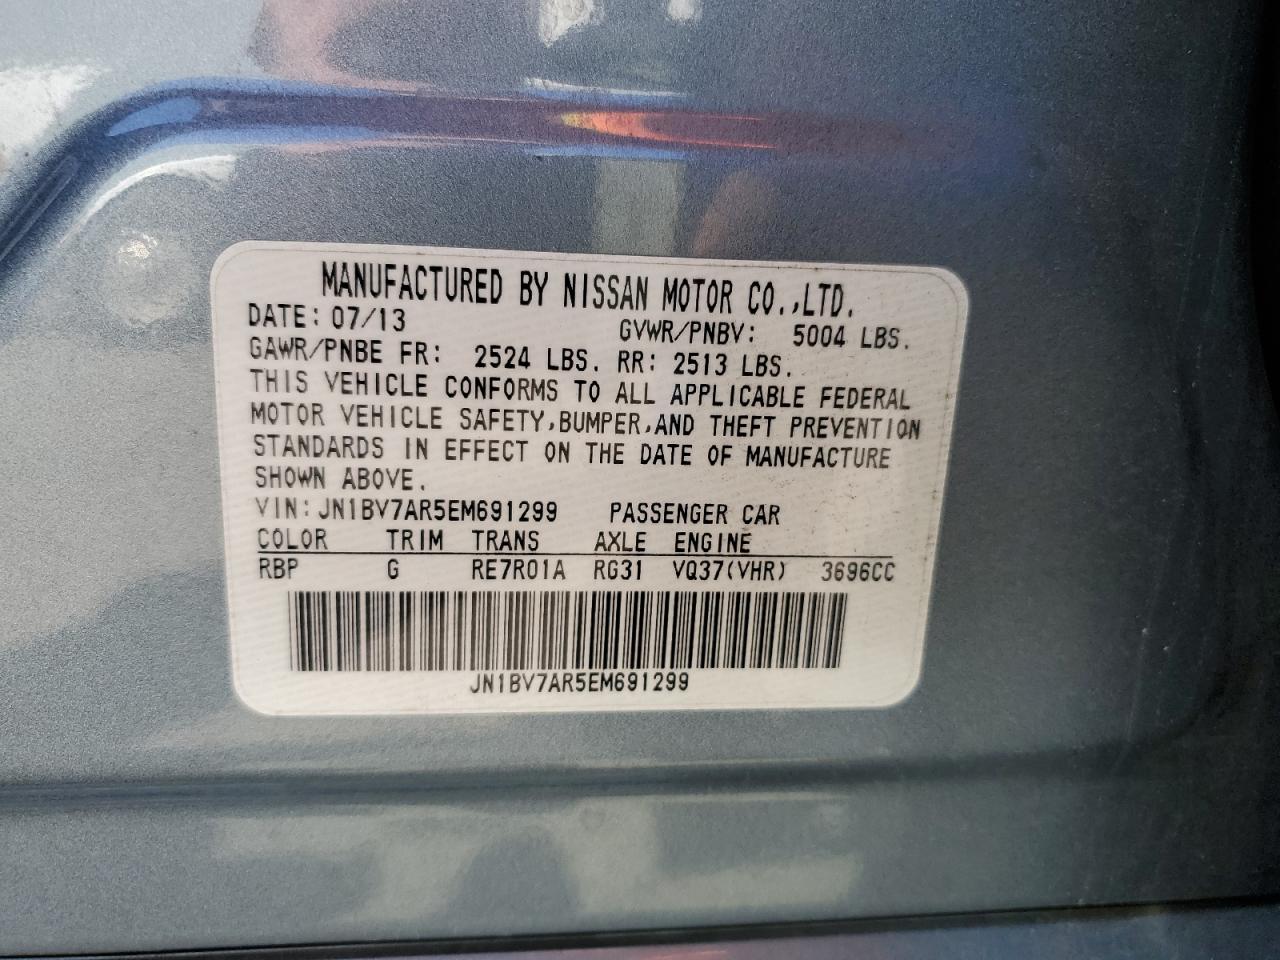 MANUFACTURED BY NISSAN MOTOR CO.,LTD.
DATE: 07/13 GVWR/PNBV: 5004 LBS.
GAWR/PNBE FR: 2524 LBS. RR: 2513 LBS.
THIS VEHICLE CONFORMS TO ALL APPLICABLE FEDERAL
MOTOR VEHICLE SAFETY,BUMPER,AND THEFT PREVENTION
STANDARDS IN EFFECT ON THE DATE OF MANUFACTURE
SHOWN ABOVE.
VIN:JN1BV7AR5EM691299 PASSENGER CAR
COLOR TRIM TRANS AXLE ENGINE
RBP G RE7R01A RG31 VQ37(VHR) 3696CC
JN1BV7AR5EM691299